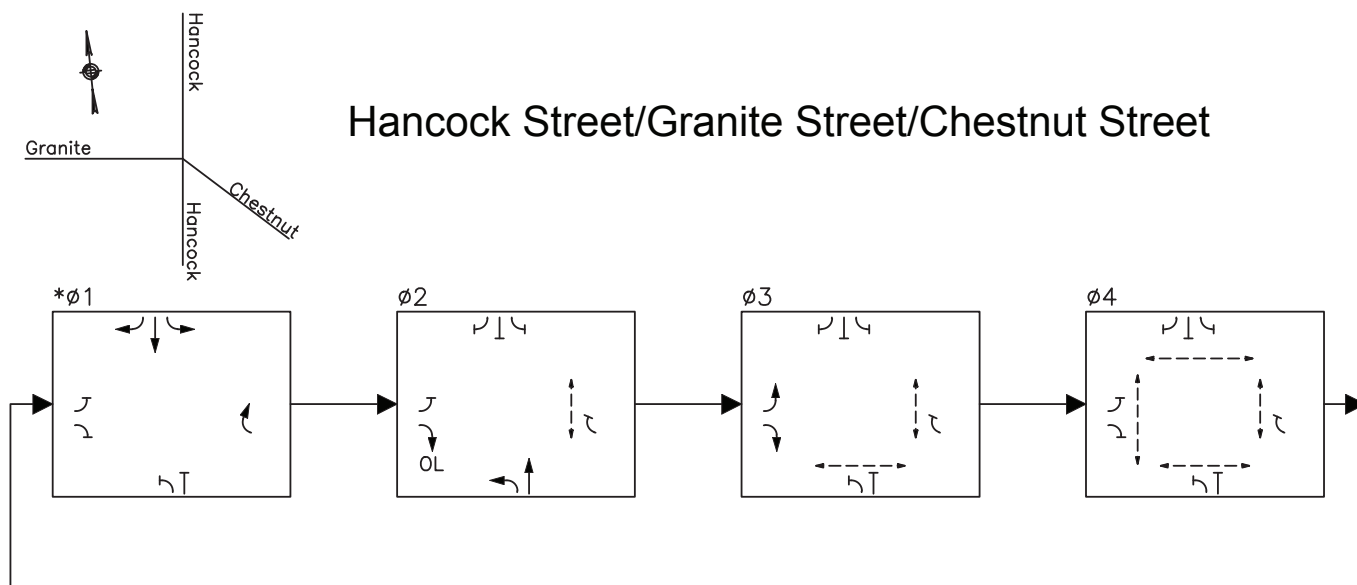 Hancock
Hancock Street/Granite Street/Chestnut Street
Granite
Chestnut
Hancock
*ø1
ø2
ø3
ø4
OL